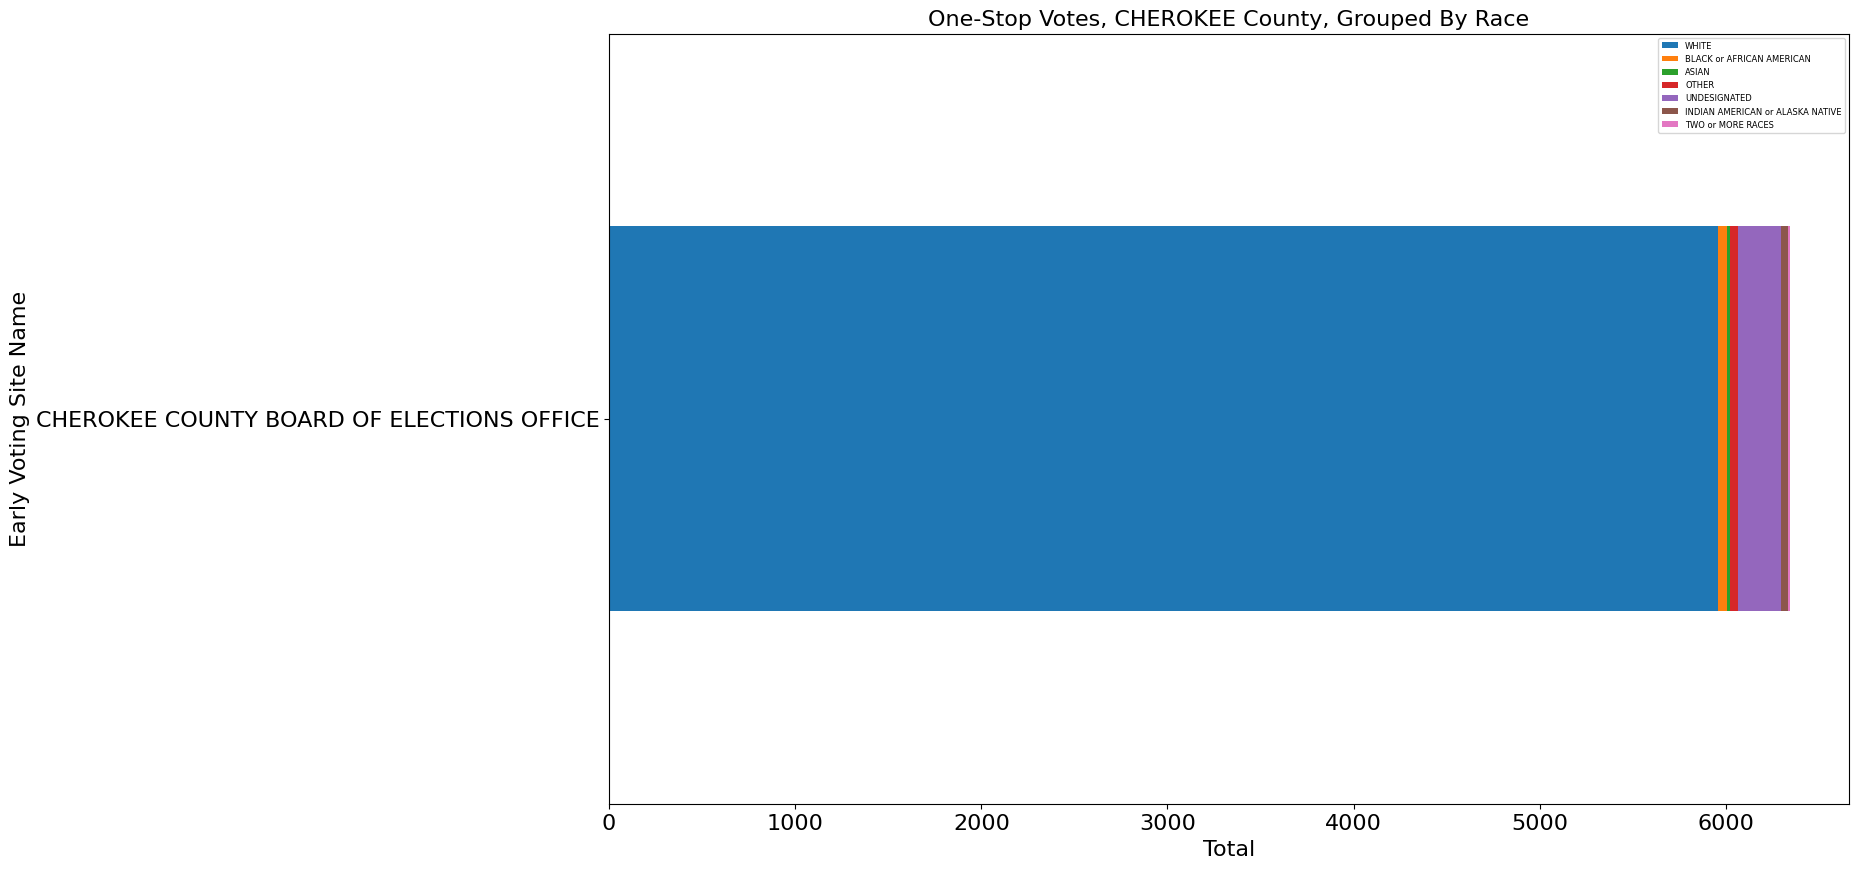 One-Stop Votes, CHEROKEE County, Grouped By Race
WHITE
BLACK or AFRICAN AMERICAN
ASIAN
OTHER
UNDESIGNATED
INDIAN AMERICAN or ALASKA NATIVE
TWO or MORE RACES
Early Voting Site Name
CHEROKEE COUNTY BOARD OF ELECTIONS OFFICE
0 1000 2000 3000 4000 5000 6000
Total